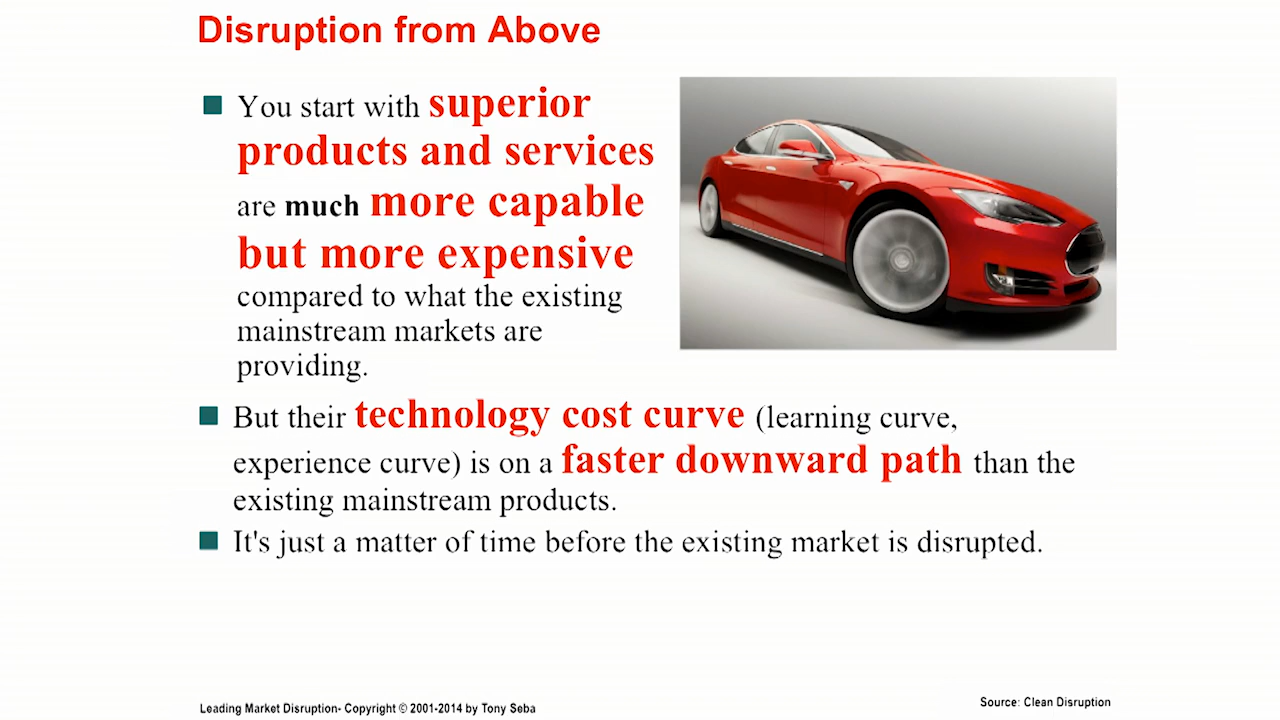 Disruption from Above
You start with superior
products and services
are much more capable
but more expensive
compared to what the existing
mainstream markets are
providing.
But their technology cost curve (learning curve,
experience curve) is on a faster downward path than the
existing mainstream products.
It's just a matter of time before the existing market is disrupted.
Leading Market Disruption- Copyright © 2001-2014 by Tony Seba
Source: Clean Disruption